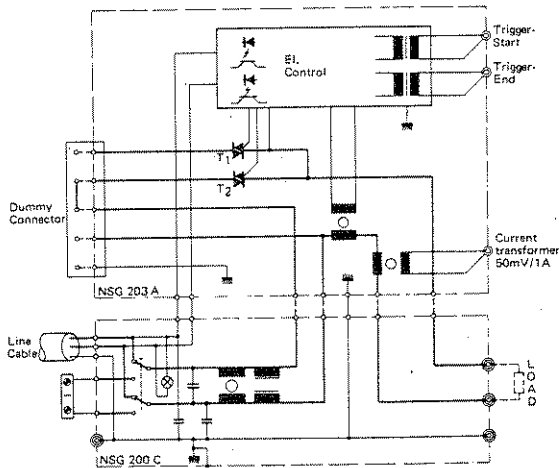 Trigger-
Start
EL
Control
Trigger-
End
T1
T2
Dummy
Connector
Current
transformer
50mV/1A
NSG 203 A
Line
Cable
LOAD
NSG 200 C